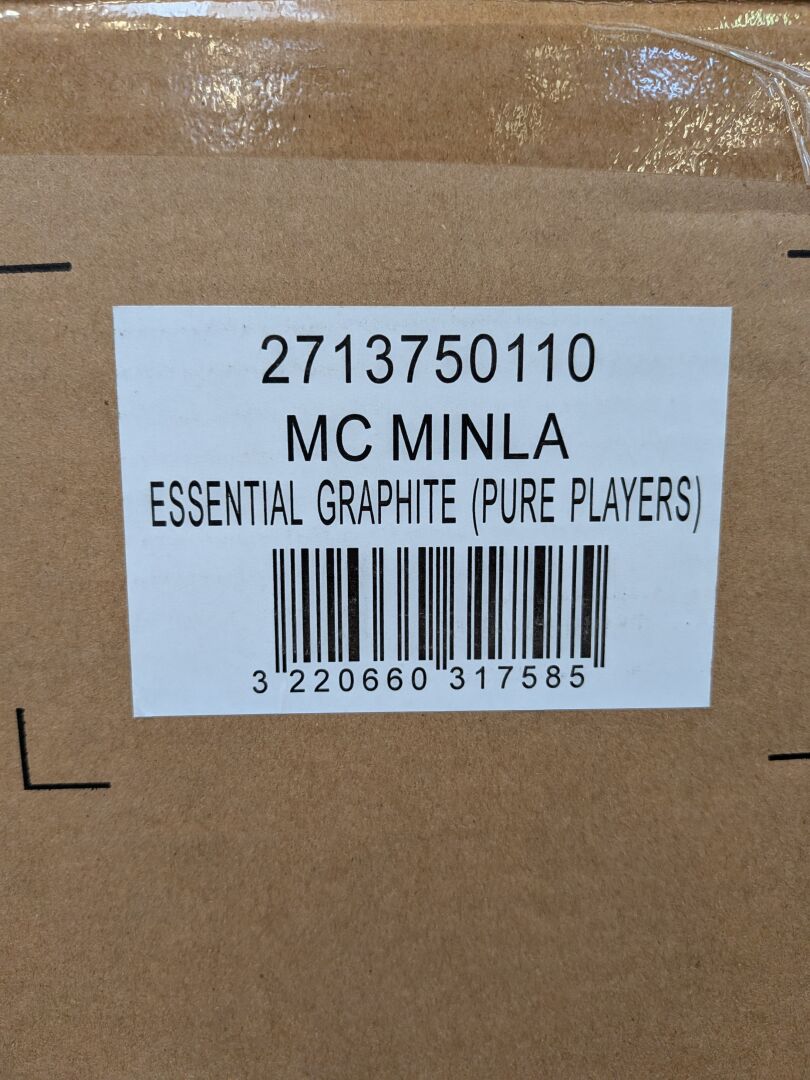 2713750110
MC MINLA
ESSENTIAL GRAPHITE (PURE PLAYERS)
3 220660 317585